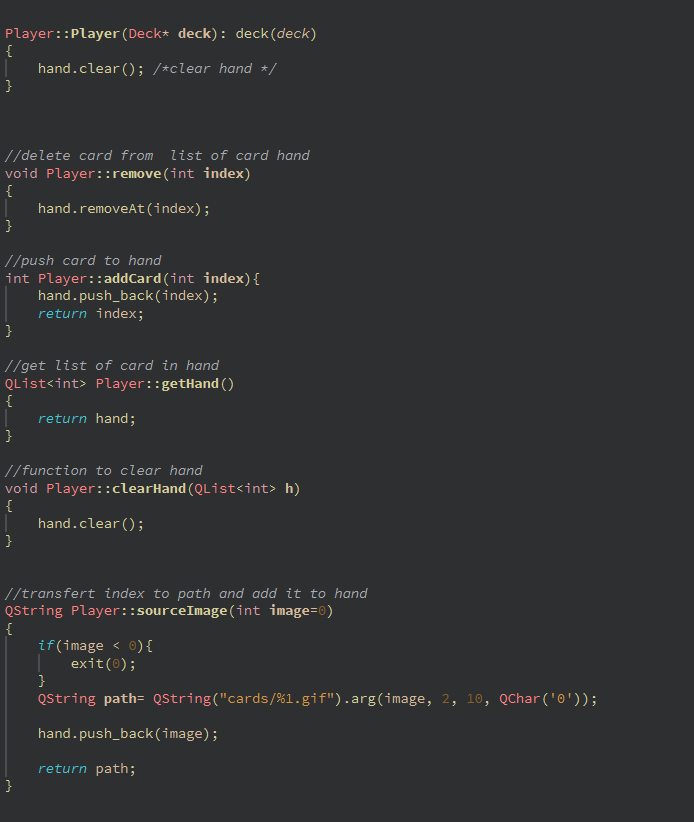 Player::Player(Deck* deck): deck(deck)
{
    hand.clear(); /*clear hand */
}
//delete card from  list of card hand
void Player::remove(int index)
{
    hand.removeAt(index);
}
//push card to hand
int Player::addCard(int index){
    hand.push_back(index);
    return index;
}
//get list of card in hand
QList<int> Player::getHand()
{
    return hand;
}
//function to clear hand
void Player::clearHand(QList<int> h)
{
    hand.clear();
}
//transfert index to path and add it to hand
QString Player::sourceImage(int image=0)
{
    if(image < 0){
        exit(0);
    }
    QString path= QString("cards/%1.gif").arg(image, 2, 10, QChar('0'));
    hand.push_back(image);
    return path;
}